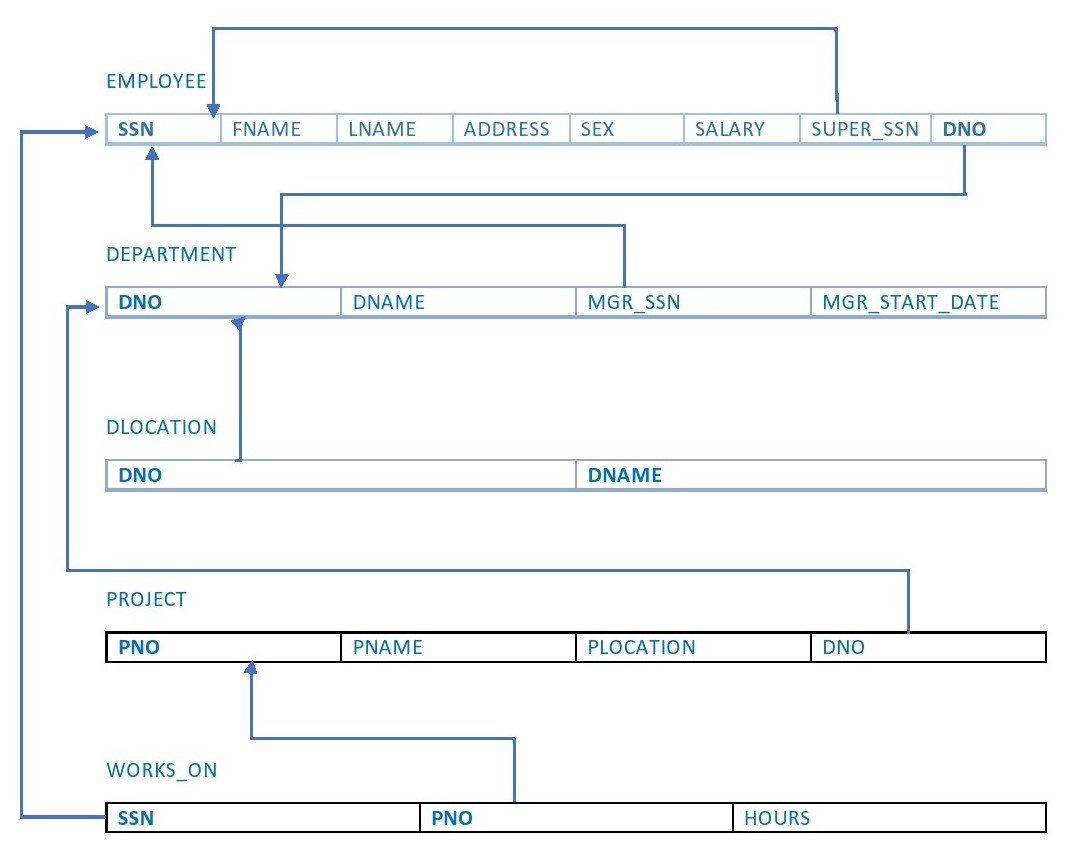 EMPLOYEE
SSN FNAME LNAME ADDRESS SEX SALARY SUPER_SSN DNO
DEPARTMENT
DNO DNAME MGR_SSN MGR_START_DATE
DLOCATION
DNO DNAME
PROJECT
PNO PNAME PLOCATION DNO
WORKS_ON
SSN PNO HOURS